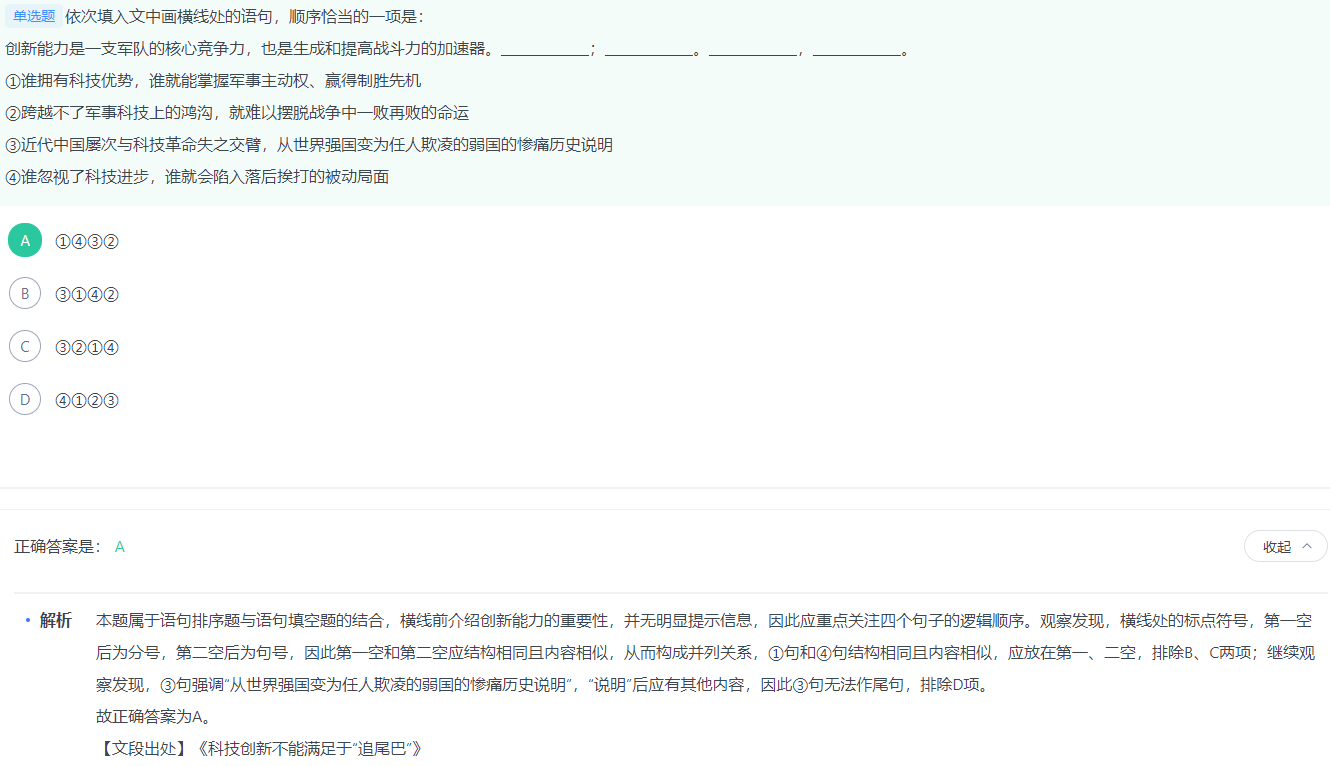 单选题 依次填入文中画横线处的语句，顺序恰当的一项是：
创新能力是一支军队的核心竞争力，也是生成和提高战斗力的加速器。___________；___________。___________，___________。
①谁拥有科技优势，谁就能掌握军事主动权、赢得制胜先机
②跨越不了军事科技上的鸿沟，就难以摆脱战争中一败再败的命运
③近代中国屡次与科技革命失之交臂，从世界强国变为任人欺凌的弱国的惨痛历史说明
④谁忽视了科技进步，谁就会陷入落后挨打的被动局面
A ①④③②
B ③①④②
C ③②①④
D ④①②③
正确答案是： A 收起
解析 本题属于语句排序题与语句填空题的结合，横线前介绍创新能力的重要性，并无明显提示信息，因此应重点关注四个句子的逻辑顺序。观察发现，横线处的标点符号，第一空
后为分号，第二空后为句号，因此第一空和第二空应结构相同且内容相似，从而构成并列关系，①句和④句结构相同且内容相似，应放在第一、二空，排除B、C两项；继续观
察发现，③句强调“从世界强国变为任人欺凌的弱国的惨痛历史说明”，“说明”后应有其他内容，因此③句无法作尾句，排除D项。
故正确答案为A。
【文段出处】《科技创新不能满足于“追尾巴”》